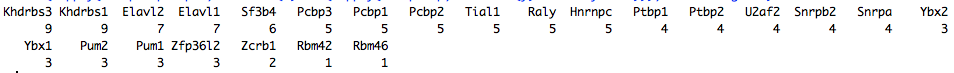 Khdrbs3 Khdrbs1 Elavl2 Elavl1 Sf3b4 Pcbp3 Pcbp1 Pcbp2 Tial1 Raly Hnrnpc Ptbp1 Ptbp2 U2af2 Snrpb2 Snrpa Ybx2
9 9 7 7 6 5 5 5 5 5 5 4 4 4 4 4 3
Ybx1 Pum2 Pum1 Zfp36l2 Zcrb1 Rbm42 Rbm46
3 3 3 3 2 1 1